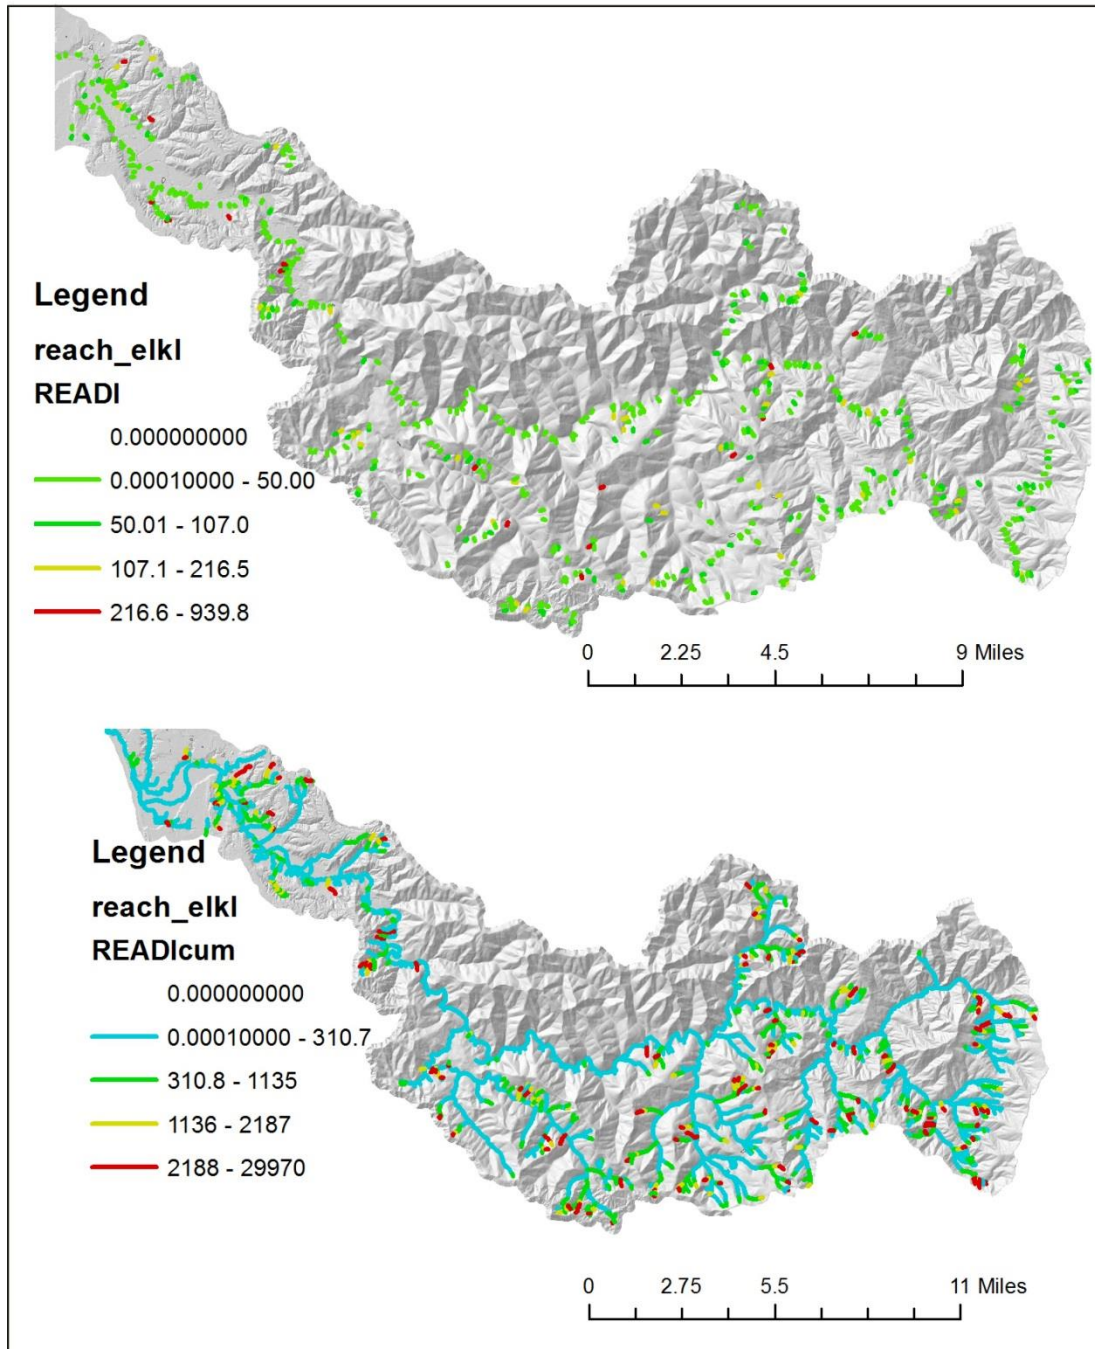 Legend
reach_elkl
READI
0.000000000
0.00010000 - 50.00
50.01 - 107.0
107.1 - 216.5
216.6 - 939.8
0 2.25 4.5 9 Miles
Legend
reach_elkl
READIcum
0.000000000
0.00010000 - 310.7
310.8 - 1135
1136 - 2187
2188 - 29970
0 2.75 5.5 11 Miles